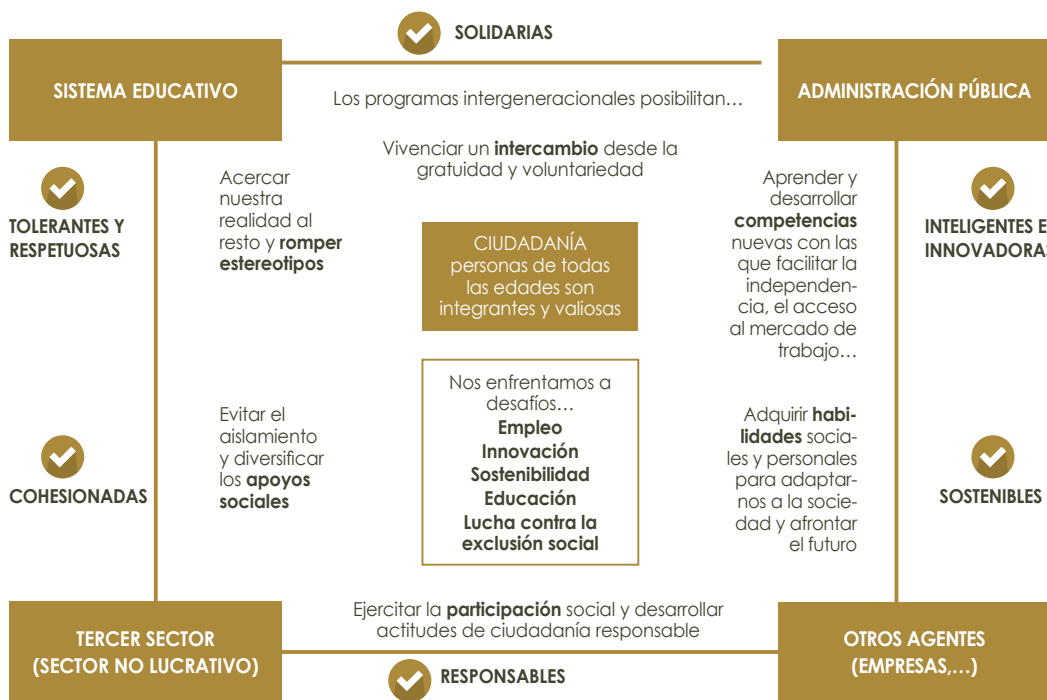 SOLIDARIAS
SISTEMA EDUCATIVO
ADMINISTRACIÓN PÚBLICA
Los programas intergeneracionales posibilitan…
Vivenciar un intercambio desde la
gratuidad y voluntariedad
TOLERANTES Y
RESPETUOSAS
Acercar
nuestra
realidad al
resto y romper
estereotipos
CIUDADANÍA
personas de todas
las edades son
integrantes y valiosas
Aprender y
desarrollar
competencias
nuevas con las
que facilitar la
independen-
cia, el acceso
al mercado de
trabajo…
INTELIGENTES E
INNOVADORAS
COHESIONADAS
Evitar el
aislamiento
y diversificar
los apoyos
sociales
Nos enfrentamos a
desafíos…
Empleo
Innovación
Sostenibilidad
Educación
Lucha contra la
exclusión social
Adquirir habi-
lidades socia-
les y personales
para adaptar-
nos a la socie-
dad y afrontar
el futuro
SOSTENIBLES
Ejercitar la participación social y desarrollar
actitudes de ciudadanía responsable
TERCER SECTOR
(SECTOR NO LUCRATIVO)
OTROS AGENTES
(EMPRESAS,…)
RESPONSABLES